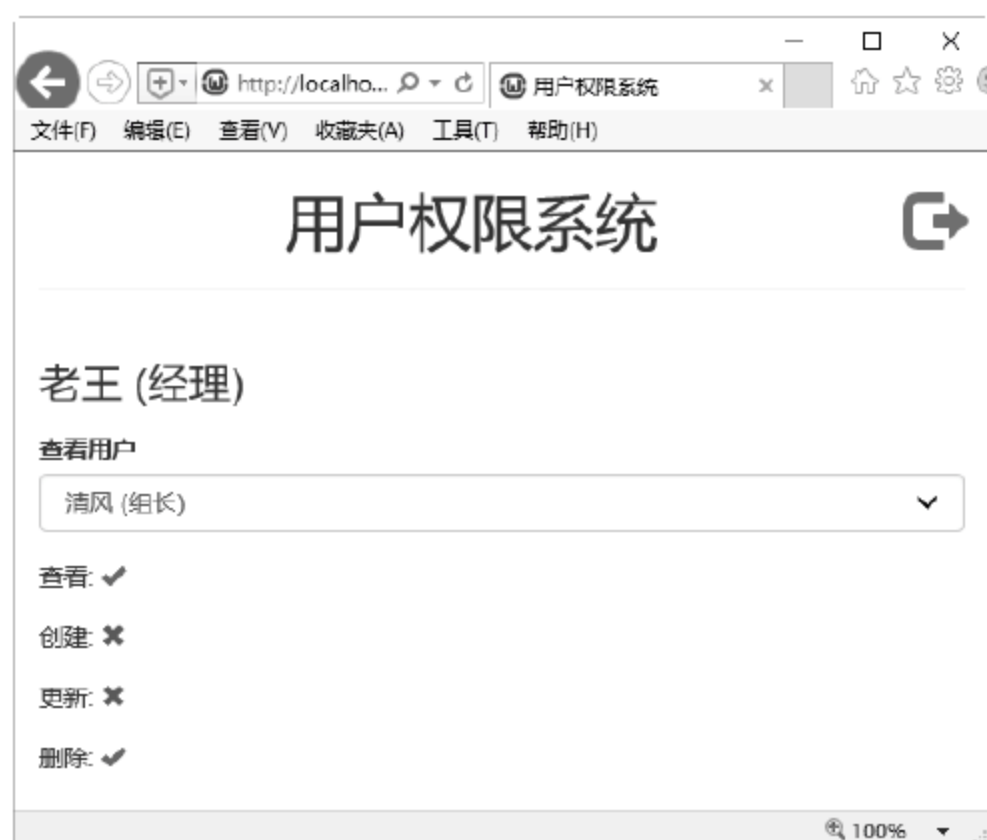 http://localho...
用户权限系统
文件(F) 编辑(E) 查看(V) 收藏夹(A) 工具(T) 帮助(H)
用户权限系统
老王 (经理)
查看用户
清风 (组长)
查看: ✔
创建: ✖
更新: ✖
删除: ✔
100%